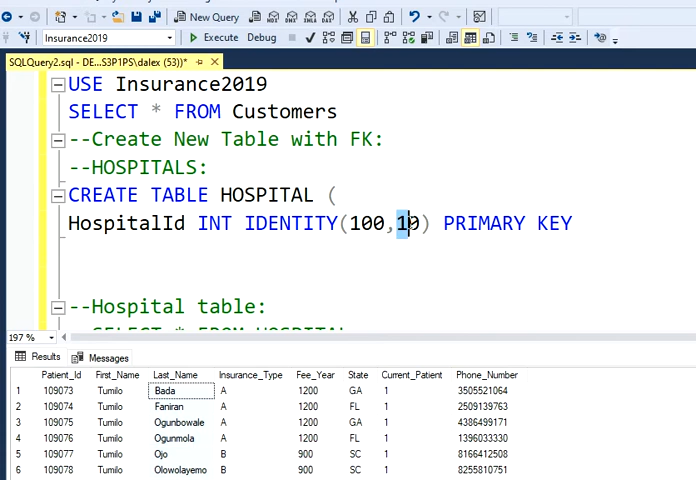 New Query
Insurance2019
Execute
Debug
SQLQuery2.sql - DE...S3P1PS\dalex (53))*
USE Insurance2019
SELECT * FROM Customers
--Create New Table with FK:
--HOSPITALS:
CREATE TABLE HOSPITAL (
HospitalId INT IDENTITY(100,10) PRIMARY KEY
--Hospital table:
SELECT * FROM HOSPITAL
197 %
Results Messages
Patient_Id First_Name Last_Name Insurance_Type Fee_Year State Current_Patient Phone_Number
1 109073 Tumilo Bada A 1200 GA 1 3505521064
2 109074 Tumilo Faniran A 1200 FL 1 2509139763
3 109075 Tumilo Ogunbowale A 1200 GA 1 4386499171
4 109076 Tumilo Ogunmola A 1200 FL 1 1396033330
5 109077 Tumilo Ojo B 900 SC 1 8166412508
6 109078 Tumilo Olowolayemo B 900 SC 1 8255810751